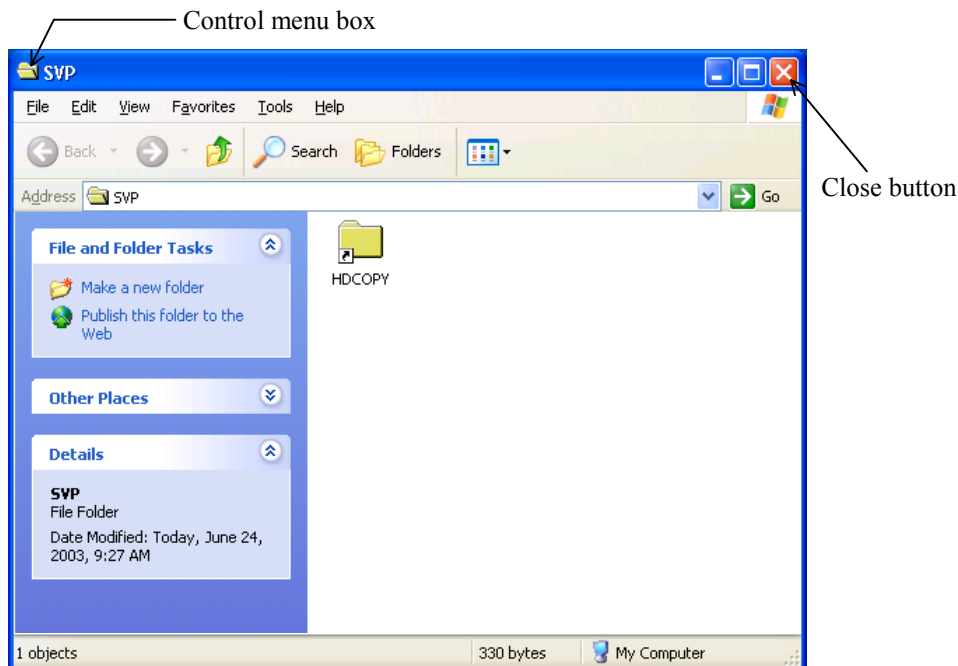 Control menu box
SVP
File Edit View Favorites Tools Help
Back Search Folders
Address SVP Go
Close button
File and Folder Tasks
Make a new folder
Publish this folder to the
Web
Other Places
Details
SVP
File Folder
Date Modified: Today, June 24,
2003, 9:27 AM
HDCOPY
1 objects 330 bytes My Computer